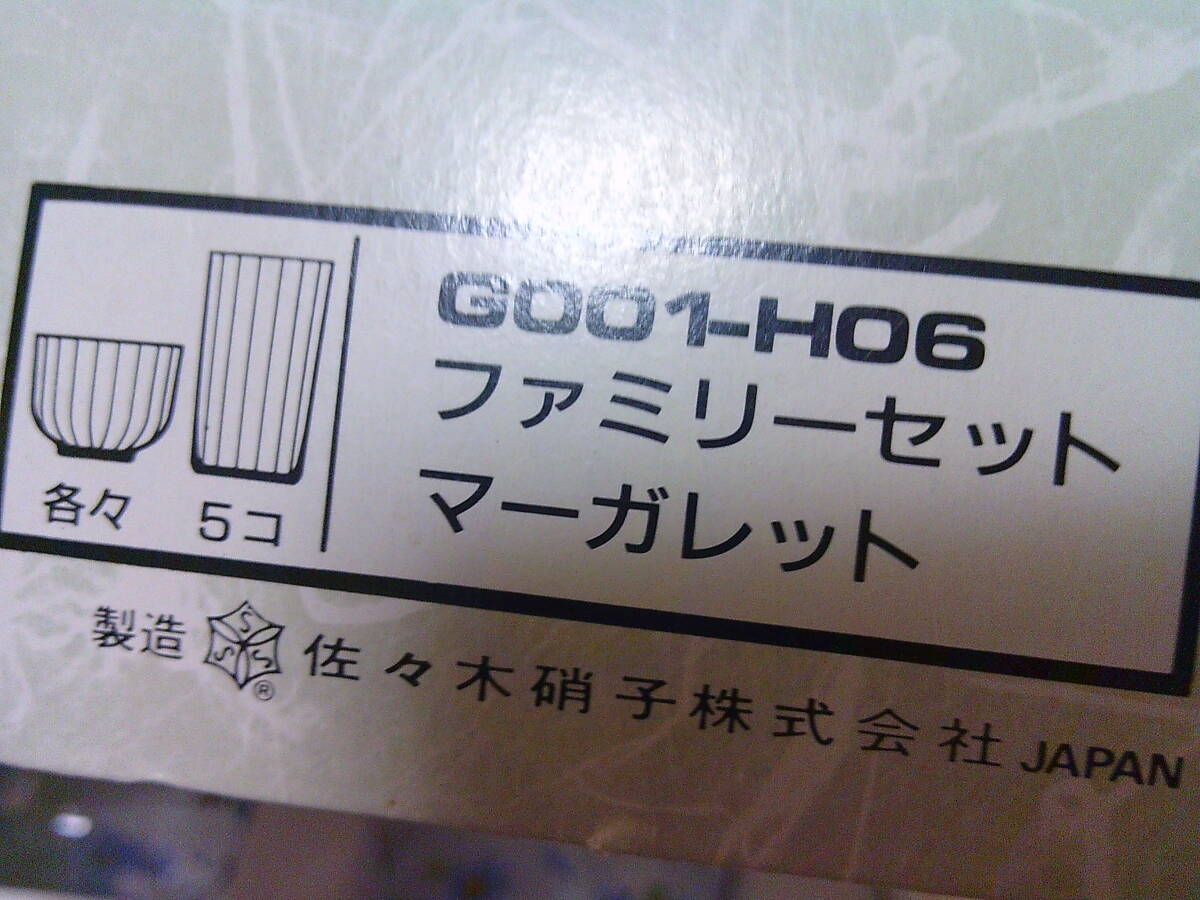 G001-H06
ファミリーセット
マーガレット
各々 5コ
製造 SSS ® 佐々木硝子株式会社 JAPAN